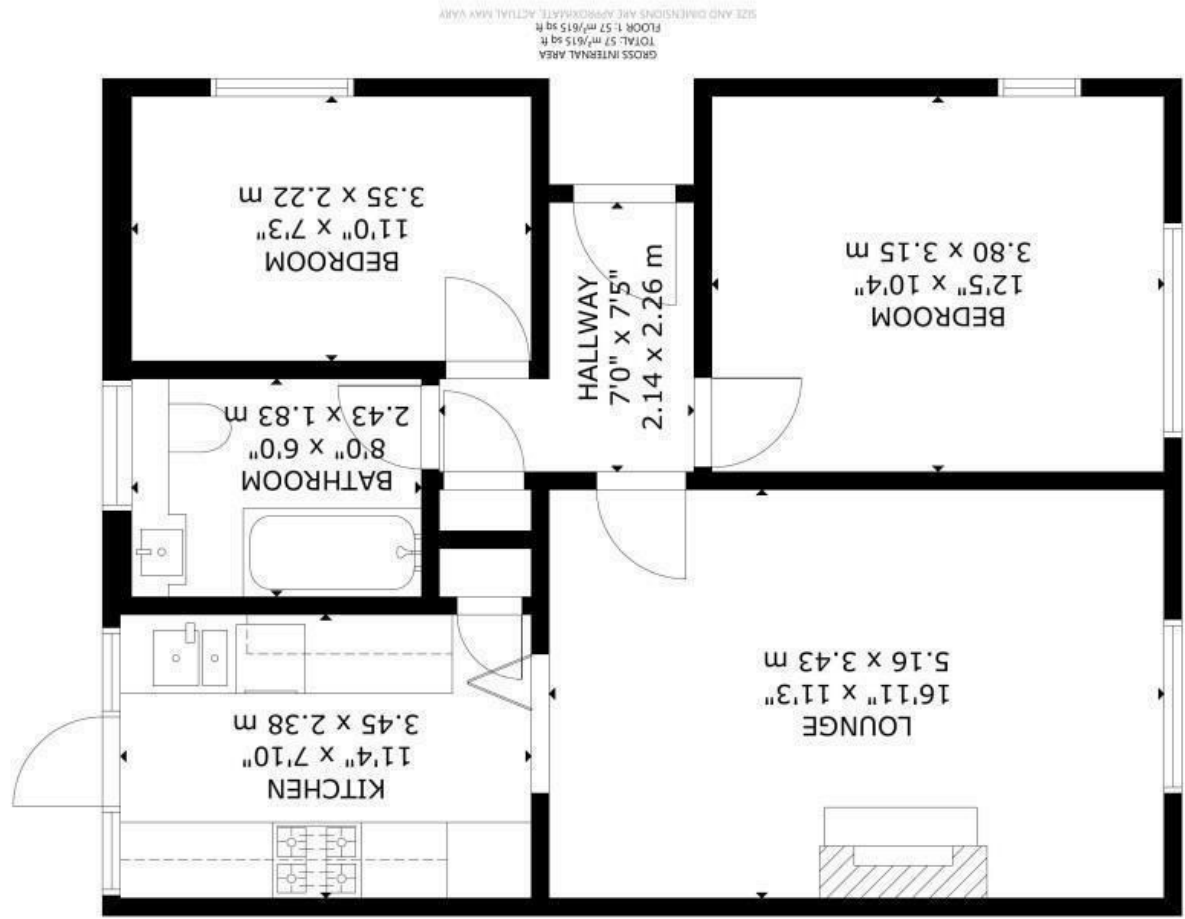 KITCHEN
11'4" x 7'10"
3.45 x 2.38 m
LOUNGE
16'11" x 11'3"
5.16 x 3.43 m
BATHROOM
8'0" x 6'0"
2.43 x 1.83 m
HALLWAY
7'0" x 7'5"
2.14 x 2.26 m
BEDROOM
12'5" x 10'4"
3.80 x 3.15 m
BEDROOM
11'0" x 7'3"
3.35 x 2.22 m
GROSS INTERNAL AREA
TOTAL: 57 m²/615 sq ft
FLOOR 1: 57 m²/615 sq ft
SIZE AND DIMENSIONS ARE APPROXIMATE, ACTUAL MAY VARY